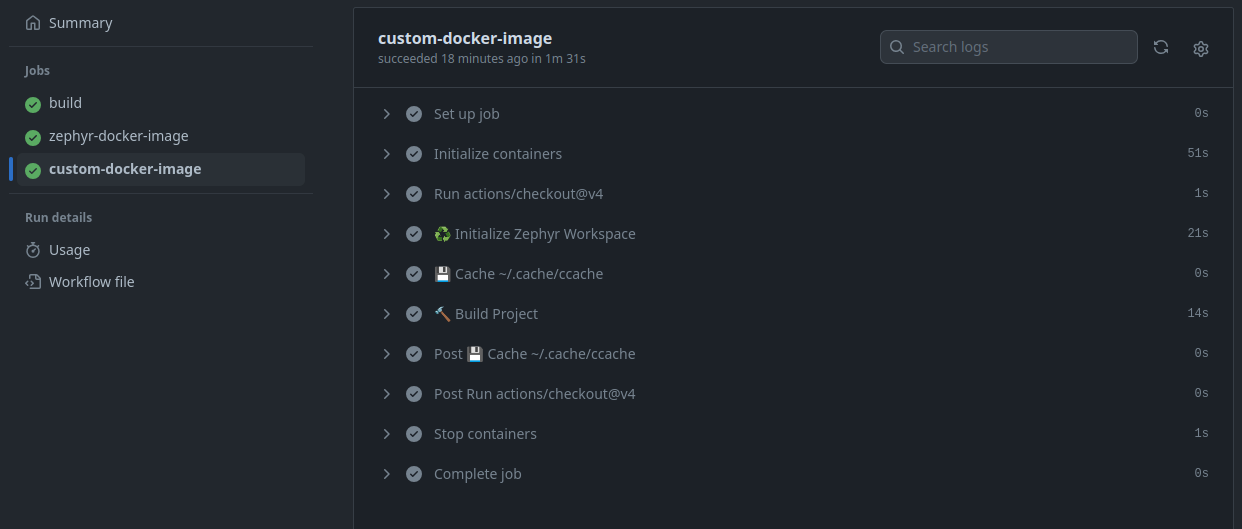 Summary
Jobs
build
zephyr-docker-image
custom-docker-image
Run details
Usage
Workflow file
custom-docker-image
succeeded 18 minutes ago in 1m 31s
Search logs
Set up job 0s
Initialize containers 51s
Run actions/checkout@v4 1s
♻️ Initialize Zephyr Workspace 21s
💾 Cache ~/.cache/ccache 0s
🔨 Build Project 14s
Post 💾 Cache ~/.cache/ccache 0s
Post Run actions/checkout@v4 0s
Stop containers 1s
Complete job 0s